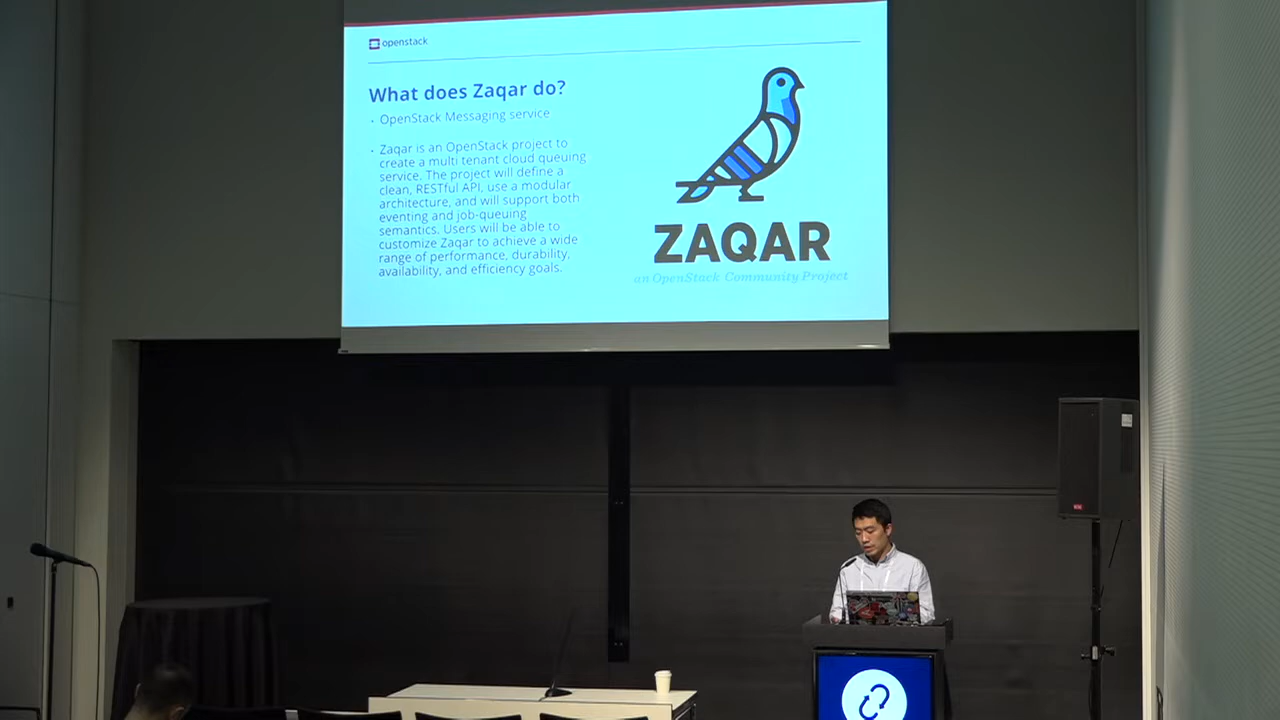 openstack
What does Zaqar do?
• OpenStack Messaging service
• Zaqar is an OpenStack project to
create a multi tenant cloud queuing
service. The project will define a
clean, RESTful API, use a modular
architecture, and will support both
eventing and job-queuing
semantics. Users will be able to
customize Zaqar to achieve a wide
range of performance, durability,
availability, and efficiency goals.
ZAQAR
an OpenStack Community Project